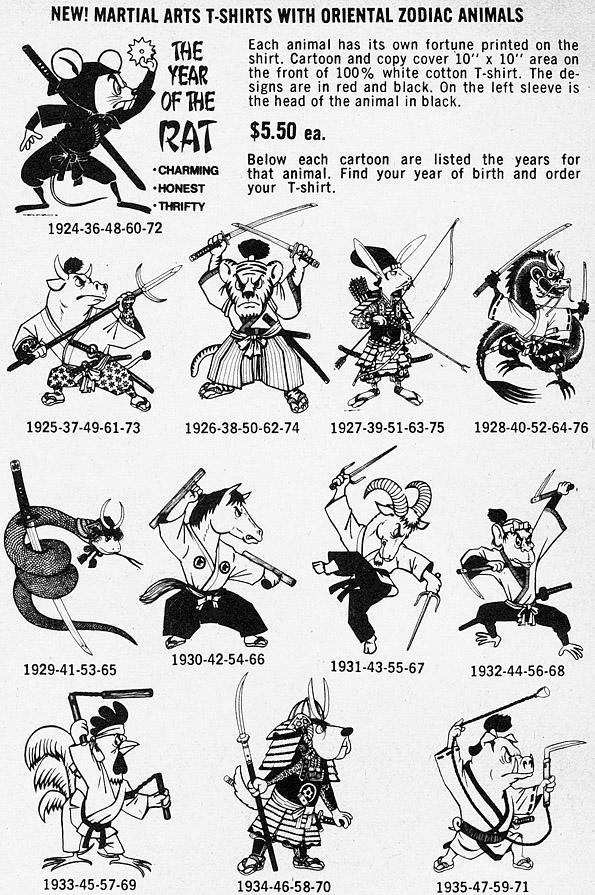 NEW! MARTIAL ARTS T-SHIRTS WITH ORIENTAL ZODIAC ANIMALS
THE
YEAR
OF THE
RAT
•CHARMING
•HONEST
•THRIFTY
1924-36-48-60-72
Each animal has its own fortune printed on the
shirt. Cartoon and copy cover 10" x 10" area on
the front of 100% white cotton T-shirt. The de-
signs are in red and black. On the left sleeve is
the head of the animal in black.
$5.50 ea.
Below each cartoon are listed the years for
that animal. Find your year of birth and order
your T-shirt.
1925-37-49-61-73
1926-38-50-62-74
1927-39-51-63-75
1928-40-52-64-76
1929-41-53-65
1930-42-54-66
1931-43-55-67
1932-44-56-68
1933-45-57-69
1934-46-58-70
1935-47-59-71